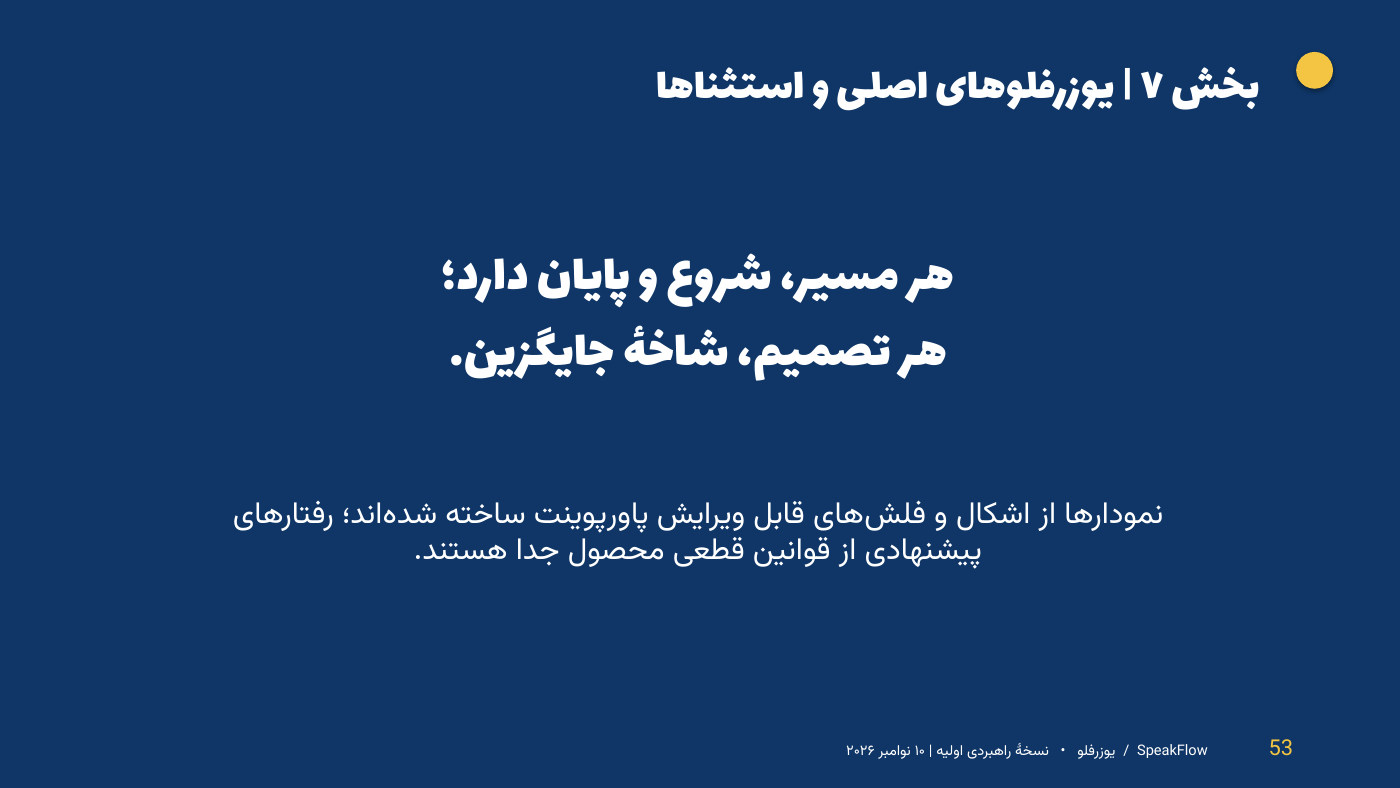 بخش ۷ | یوزرفلوهای اصلی و استثناها
هر مسیر، شروع و پایان دارد؛
هر تصمیم، شاخهٔ جایگزین.
نمودارها از اشکال و فلش‌های قابل ویرایش پاورپوینت ساخته شده‌اند؛ رفتارهای
پیشنهادی از قوانین قطعی محصول جدا هستند.
SpeakFlow / یوزرفلو • نسخهٔ راهبردی اولیه | ۱۰ نوامبر ۲۰۲۶
53